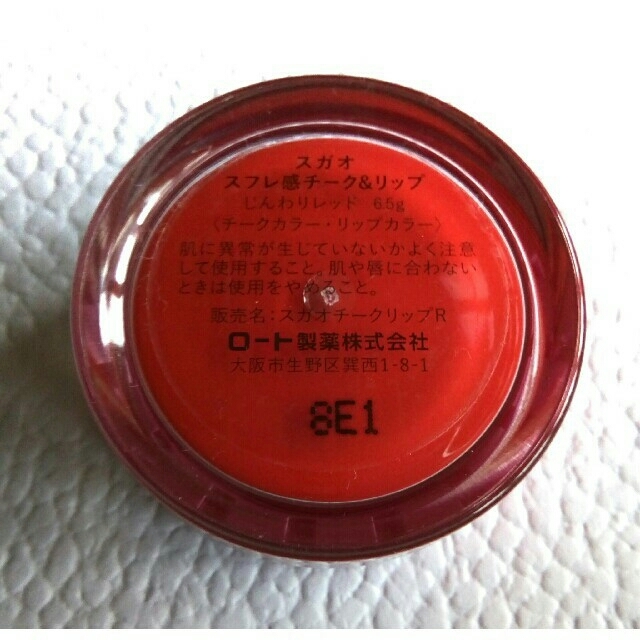 スガオ
スフレ感チーク&リップ
じんわりレッド 6.5g
〈チークカラー・リップカラー〉
肌に異常が生じていないかよく注意
して使用すること。肌や唇に合わない
ときは使用をやめること。
販売名：スガオチークリップR
ロート製薬株式会社
大阪市生野区巽西1-8-1
8E1